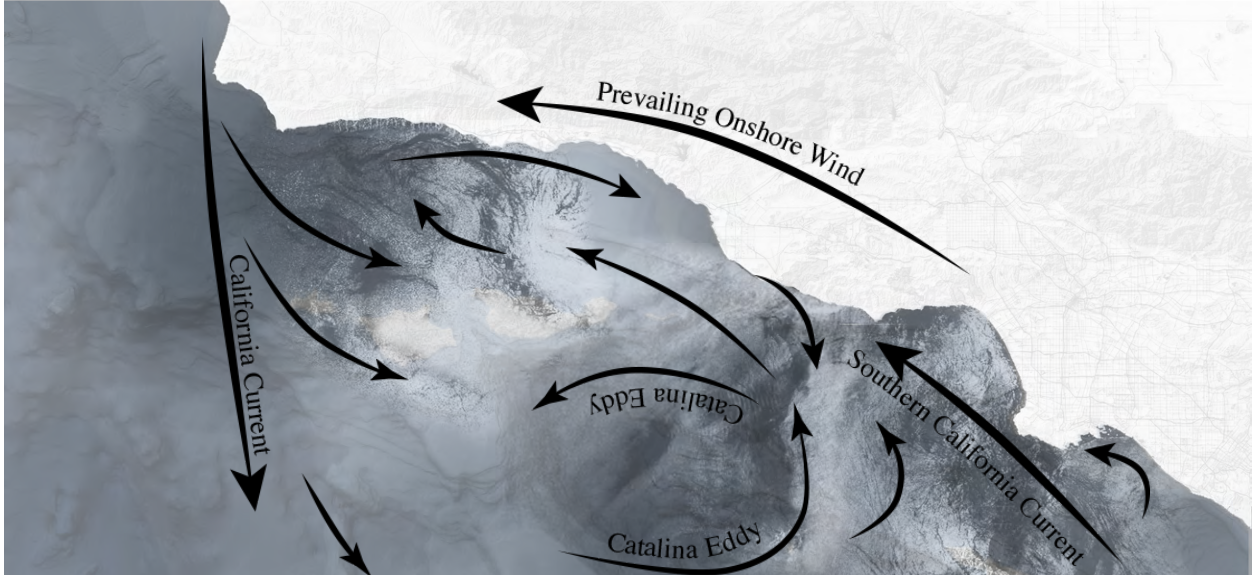 Prevailing Onshore Wind
California Current
Southern California Current
Catalina Eddy
Catalina Eddy